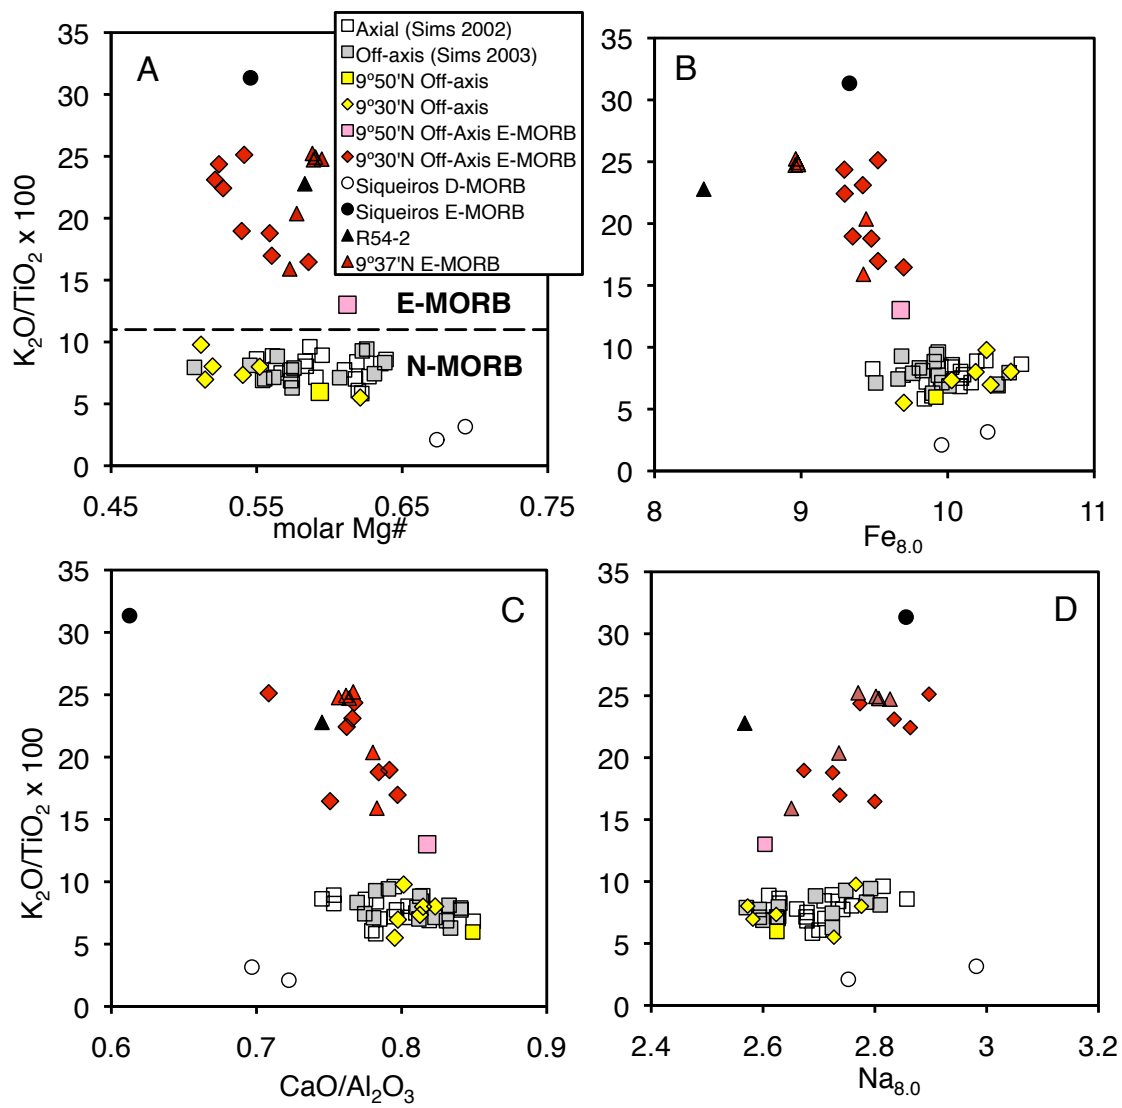 A
Axial (Sims 2002)
Off-axis (Sims 2003)
9º50'N Off-axis
9º30'N Off-axis
9º50'N Off-Axis E-MORB
9º30'N Off-Axis E-MORB
Siqueiros D-MORB
Siqueiros E-MORB
R54-2
9º37'N E-MORB
E-MORB
N-MORB
35
30
25
20
15
10
5
0
K₂O/TiO₂ x 100
0.45 0.55 0.65 0.75
molar Mg#
B
35
30
25
20
15
10
5
0
8 9 10 11
Fe₈.₀
C
35
30
25
20
15
10
5
0
K₂O/TiO₂ x 100
0.6 0.7 0.8 0.9
CaO/Al₂O₃
D
35
30
25
20
15
10
5
0
2.4 2.6 2.8 3 3.2
Na₈.₀